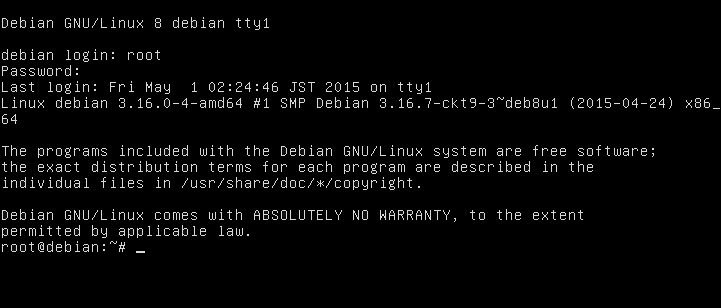 Debian GNU/Linux 8 debian tty1
debian login: root
Password:
Last login: Fri May  1 02:24:46 JST 2015 on tty1
Linux debian 3.16.0-4-amd64 #1 SMP Debian 3.16.7-ckt9-3~deb8u1 (2015-04-24) x86_
64
The programs included with the Debian GNU/Linux system are free software;
the exact distribution terms for each program are described in the
individual files in /usr/share/doc/*/copyright.
Debian GNU/Linux comes with ABSOLUTELY NO WARRANTY, to the extent
permitted by applicable law.
root@debian:~# _